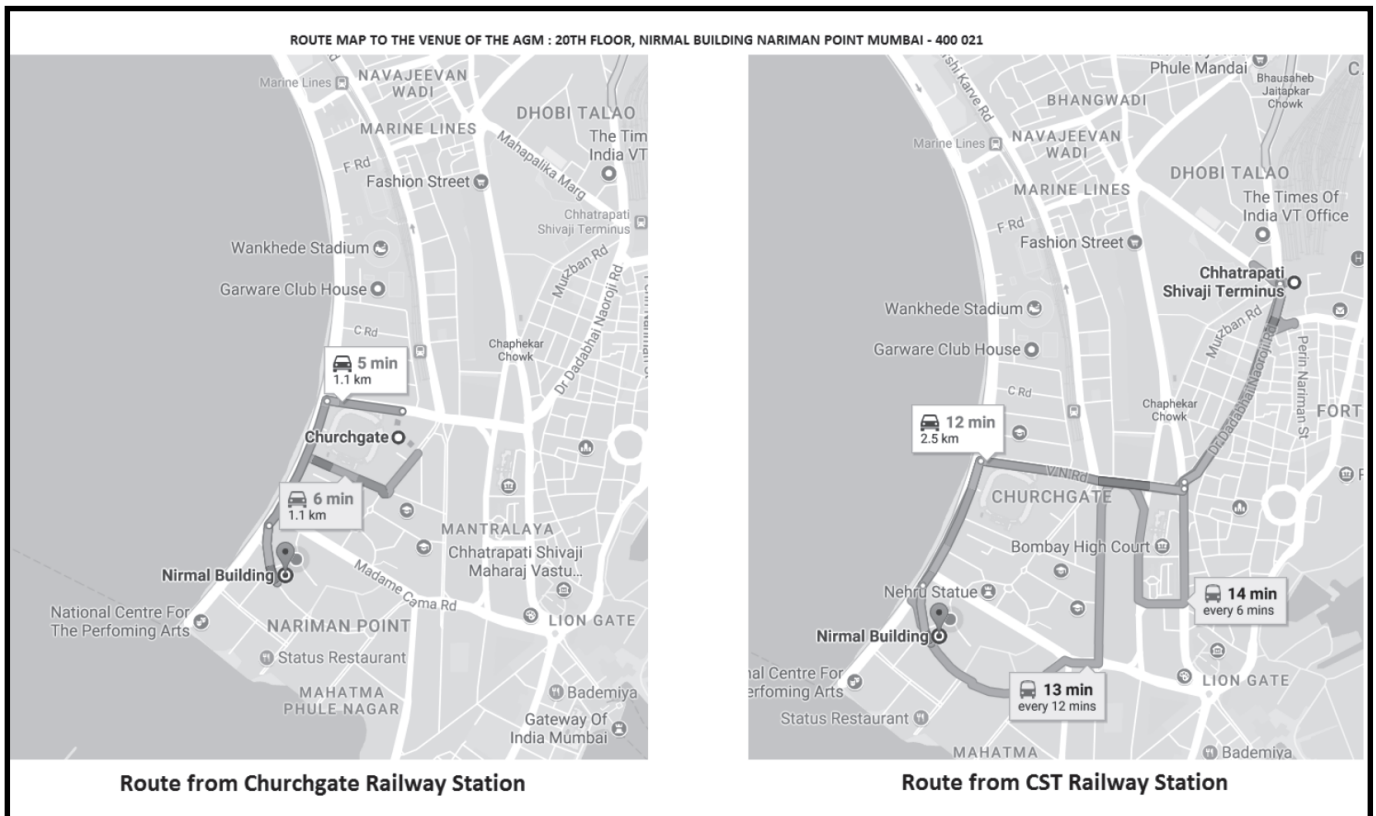 ROUTE MAP TO THE VENUE OF THE AGM : 20TH FLOOR, NIRMAL BUILDING NARIMAN POINT MUMBAI - 400 021
Marine Lines
NAVAJEEVAN
WADI
DHOBI TALAO
MARINE LINES
The Tim
India VT
Mahapalika Marg
F Rd
Fashion Street
Chhatrapati
Shivaji Terminus
Wankhede Stadium
Murzban Rd
Garware Club House
Dr Dadabhai Naoroji Rd
C Rd
Chaphekar
Chowk
5 min
1.1 km
Churchgate
6 min
1.1 km
MANTRALAYA
Chhatrapati Shivaji
Maharaj Vastu...
Nirmal Building
Madame Cama Rd
National Centre For
The Perfoming Arts
NARIMAN POINT
LION GATE
Status Restaurant
MAHATMA
PHULE NAGAR
Bademiya
Gateway Of
India Mumbai
Route from Churchgate Railway Station
Phule Mandai
Bhausaheb
Jaitapkar
Chowk
C.
shi Karve Rd
BHANGWADI
Marine Lines
NAVAJEEVAN
WADI
DHOBI TALAO
MARINE LINES
The Times Of
India VT Office
F Rd
Fashion Street
Chhatrapati
Shivaji Terminus
Wankhede Stadium
Murzban Rd
Garware Club House
Dr Dadabhai Naoroji Rd
Perin Nariman St
C Rd
Chaphekar
Chowk
FORT
12 min
2.5 km
V N Rd
CHURCHGATE
Bombay High Court
Nehru Statue
14 min
every 6 mins
Nirmal Building
nal Centre For
erfoming Arts
LION GATE
13 min
every 12 mins
Status Restaurant
MAHATMA
Bademiya
Route from CST Railway Station